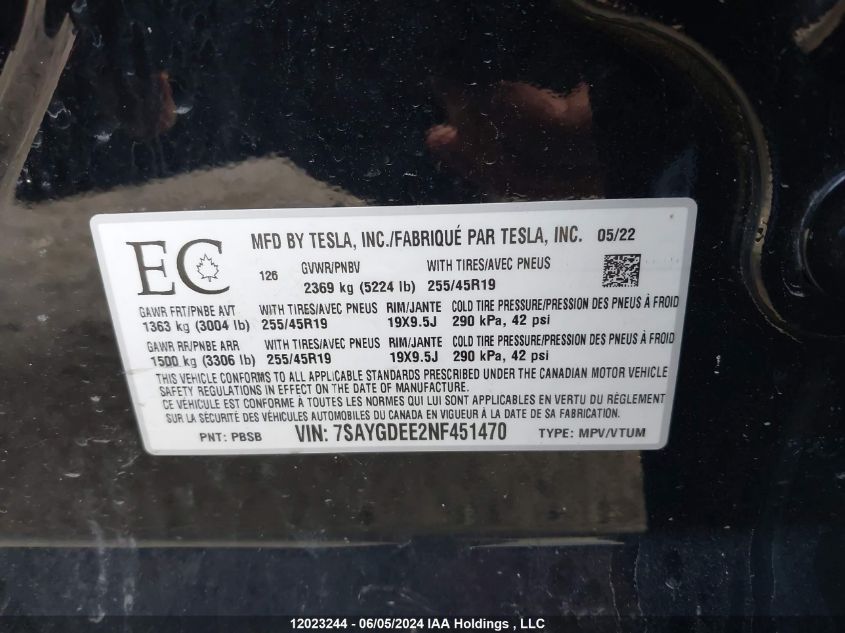 EC
MFD BY TESLA, INC./FABRIQUÉ PAR TESLA, INC. 05/22
126
GVWR/PNBV WITH TIRES/AVEC PNEUS
2369 kg (5224 lb) 255/45R19
GAWR FRT/PNBE AVT WITH TIRES/AVEC PNEUS RIM/JANTE COLD TIRE PRESSURE/PRESSION DES PNEUS À FROID
1363 kg (3004 lb) 255/45R19 19X9.5J 290 kPa, 42 psi
GAWR RR/PNBE ARR WITH TIRES/AVEC PNEUS RIM/JANTE COLD TIRE PRESSURE/PRESSION DES PNEUS À FROID
1500 kg (3306 lb) 255/45R19 19X9.5J 290 kPa, 42 psi
THIS VEHICLE CONFORMS TO ALL APPLICABLE STANDARDS PRESCRIBED UNDER THE CANADIAN MOTOR VEHICLE
SAFETY REGULATIONS IN EFFECT ON THE DATE OF MANUFACTURE.
CE VÉHICULE EST CONFORME À TOUTES LES NORMES QUI LUI SONT APPLICABLES EN VERTU DU RÈGLEMENT
SUR LA SÉCURITÉ DES VÉHICULES AUTOMOBILES DU CANADA EN VIGUEUR À LA DATE DE SA FABRICATION.
PNT: PBSB VIN: 7SAYGDEE2NF451470 TYPE: MPV/VTUM
12023244 - 06/05/2024 IAA Holdings , LLC